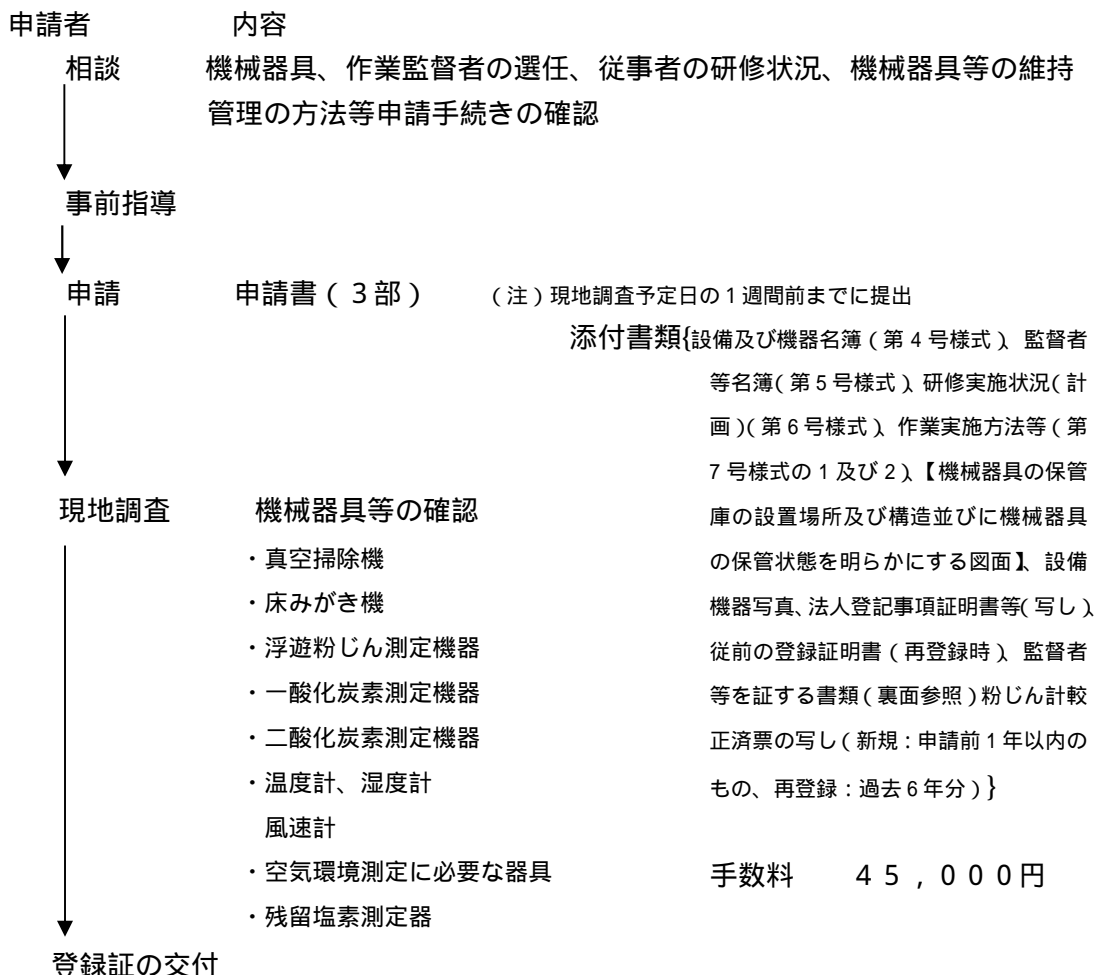 申請者　内容
相談　機械器具、作業監督者の選任、従事者の研修状況、機械器具等の維持
管理の方法等申請手続きの確認
事前指導
申請　申請書（３部）　（注）現地調査予定日の１週間前までに提出
添付書類{設備及び機器名簿（第４号様式）、監督者
等名簿（第５号様式）、研修実施状況（計
画）（第６号様式）、作業実施方法等（第
７号様式の１及び２）、【機械器具の保管
庫の設置場所及び構造並びに機械器具
の保管状態を明らかにする図面】、設備
機器写真、法人登記事項証明書等（写し）、
従前の登録証明書（再登録時）、監督者
等を証する書類（裏面参照）粉じん計較
正済票の写し（新規：申請前１年以内の
もの、再登録：過去６年分）}
手数料　４５，０００円
現地調査　機械器具等の確認
・真空掃除機
・床みがき機
・浮遊粉じん測定機器
・一酸化炭素測定機器
・二酸化炭素測定機器
・温度計、湿度計
風速計
・空気環境測定に必要な器具
・残留塩素測定器
登録証の交付